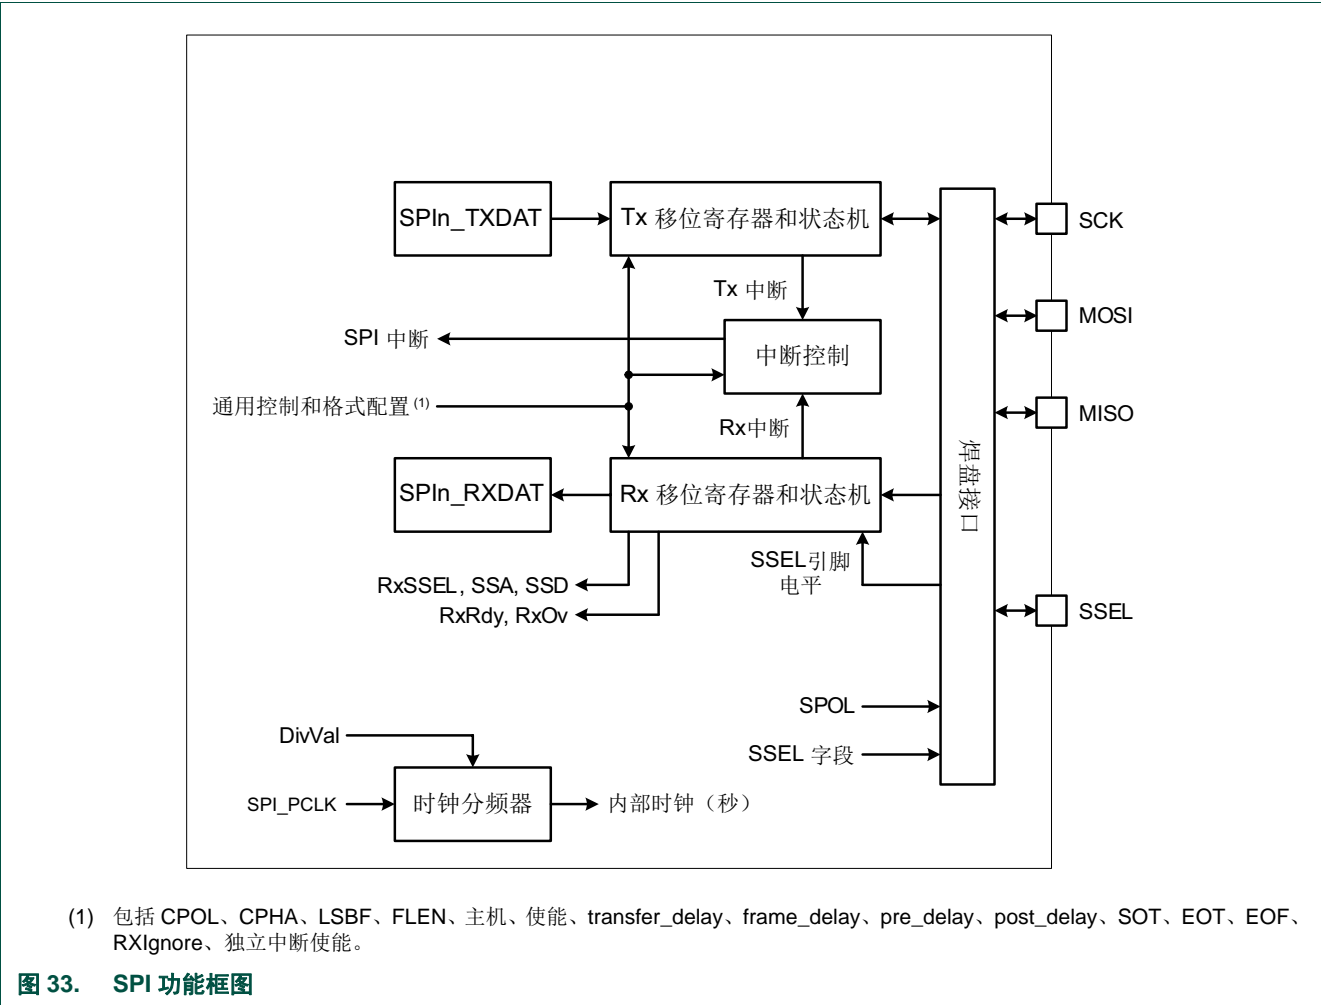 SPIn_TXDAT
Tx 移位寄存器和状态机
SCK
Tx 中断
MOSI
SPI 中断
中断控制
通用控制和格式配置(1)
Rx中断
MISO
焊盘接口
SPIn_RXDAT
Rx 移位寄存器和状态机
SSEL引脚
电平
RxSSEL, SSA, SSD
RxRdy, RxOv
SSEL
SPOL
DivVal
SSEL 字段
SPI_PCLK
时钟分频器
内部时钟（秒）
(1) 包括 CPOL、CPHA、LSBF、FLEN、主机、使能、transfer_delay、frame_delay、pre_delay、post_delay、SOT、EOT、EOF、
RXIgnore、独立中断使能。
图 33. SPI 功能框图